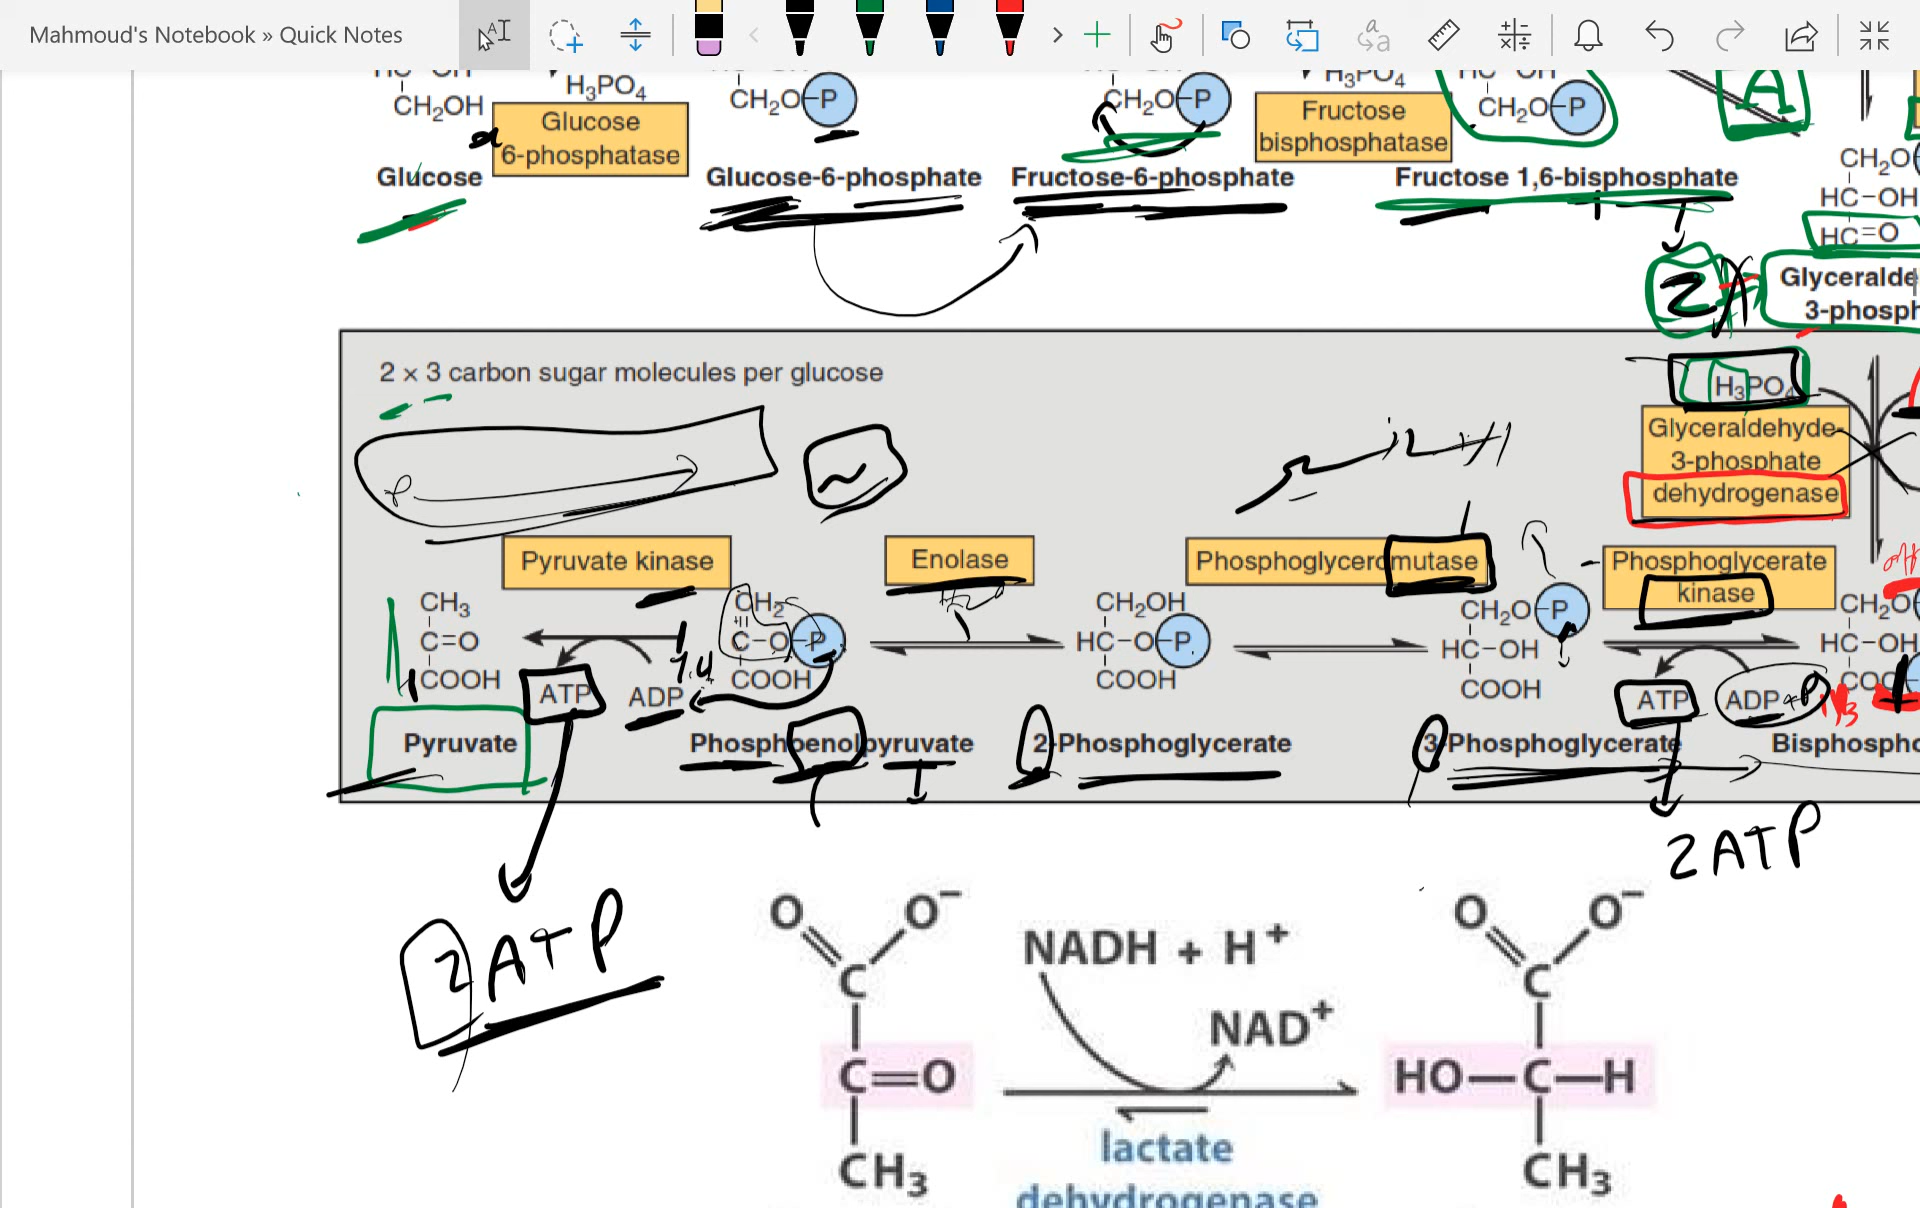 Mahmoud's Notebook » Quick Notes
H₃PO₄
CH₂OH
Glucose
6-phosphatase
Glucose
CH₂O-P
Glucose-6-phosphate
CH₂O-P
Fructose-6-phosphate
H₃PO₄
Fructose
bisphosphatase
CH₂O-P
Fructose 1,6-bisphosphate
A
CH₂O
HC-OH
HC=O
2
Glyceralde
3-phosph
2 × 3 carbon sugar molecules per glucose
H₃PO₄
Glyceraldehyde-
3-phosphate
dehydrogenase
P
~
Pyruvate kinase
Enolase
Phosphoglyceromutase
Phosphoglycerate
kinase
CH₃
C=O
COOH
ATP
ADP
CH₂
C-O-P
COOH
CH₂OH
HC-O-P
COOH
CH₂O-P
HC-OH
COOH
ATP
ADP+P
CH₂O
HC-OH
COO
Pyruvate
Phosphoenolpyruvate
2-Phosphoglycerate
3-Phosphoglycerate
Bisphospho
2ATP
2ATP
O
O⁻
C
C=O
CH₃
NADH + H⁺
NAD⁺
lactate
dehydrogenase
O
O⁻
C
HO-C-H
CH₃